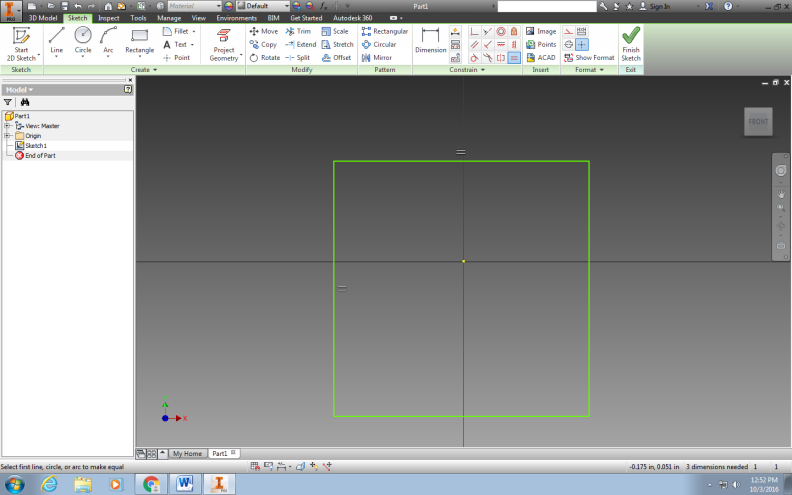 Material
Default
Part1
Sign In
PRO
3D Model Sketch Inspect Tools Manage View Environments BIM Get Started Autodesk 360
Start
2D Sketch
Line
Circle
Arc
Rectangle
Fillet
Text
Point
Project
Geometry
Move
Copy
Rotate
Trim
Extend
Split
Scale
Stretch
Offset
Rectangular
Circular
Mirror
Dimension
Image
Points
ACAD
Show Format
Finish
Sketch
Sketch Create Modify Pattern Constrain Insert Format Exit
Model
Part1
View: Master
Origin
Sketch1
End of Part
FRONT
X
My Home Part1
Select first line, circle, or arc to make equal
-0.175 in, 0.051 in 3 dimensions needed 1 1
12:52 PM
10/3/2016